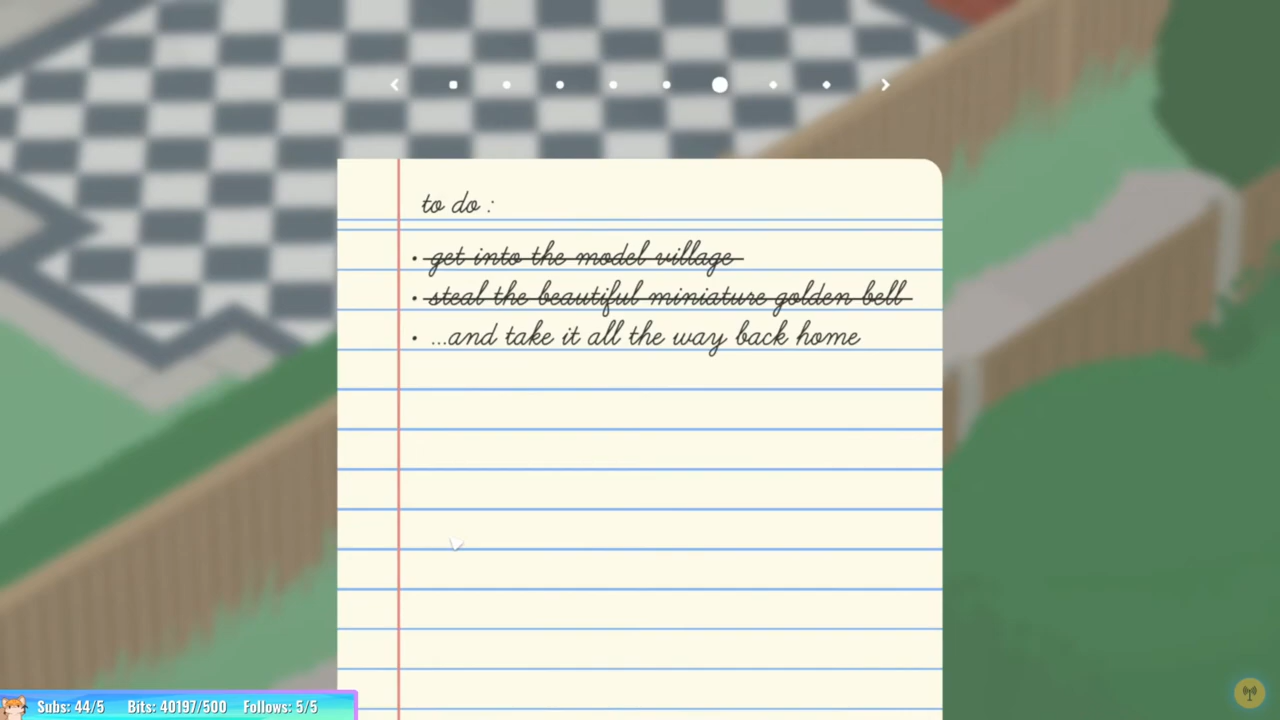 to do :
• get into the model village
• steal the beautiful miniature golden bell
• ...and take it all the way back home
Subs: 44/5 Bits: 40197/500 Follows: 5/5